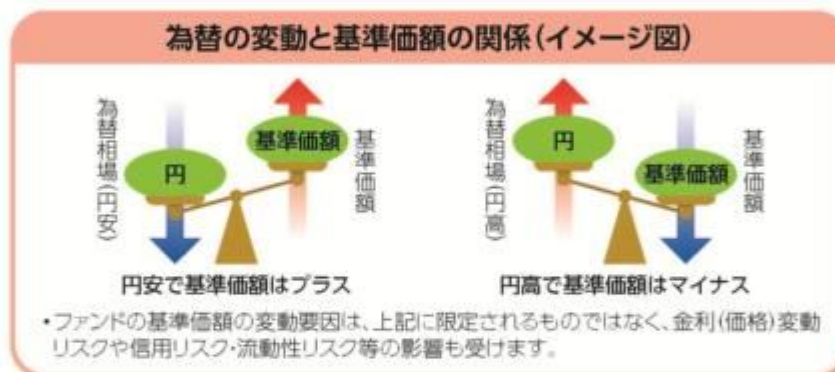 為替の変動と基準価額の関係(イメージ図)
為替相場(円安)
円
基準価額
基準価額
円安で基準価額はプラス
為替相場(円高)
円
基準価額
基準価額
円高で基準価額はマイナス
・ファンドの基準価額の変動要因は、上記に限定されるものではなく、金利(価格)変動
リスクや信用リスク・流動性リスク等の影響も受けます。